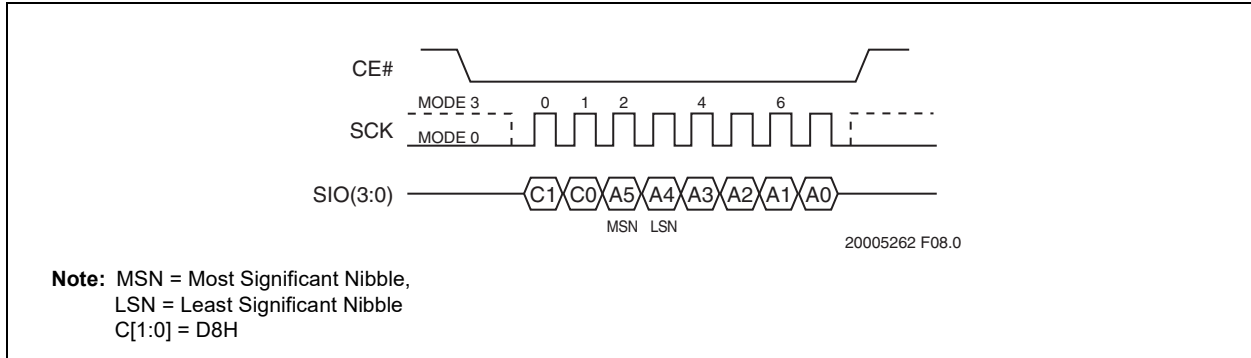 CE#
MODE 3 0 1 2 4 6
SCK
MODE 0
SIO(3:0) C1 C0 A5 A4 A3 A2 A1 A0
MSN LSN
20005262 F08.0
Note: MSN = Most Significant Nibble,
LSN = Least Significant Nibble
C[1:0] = D8H